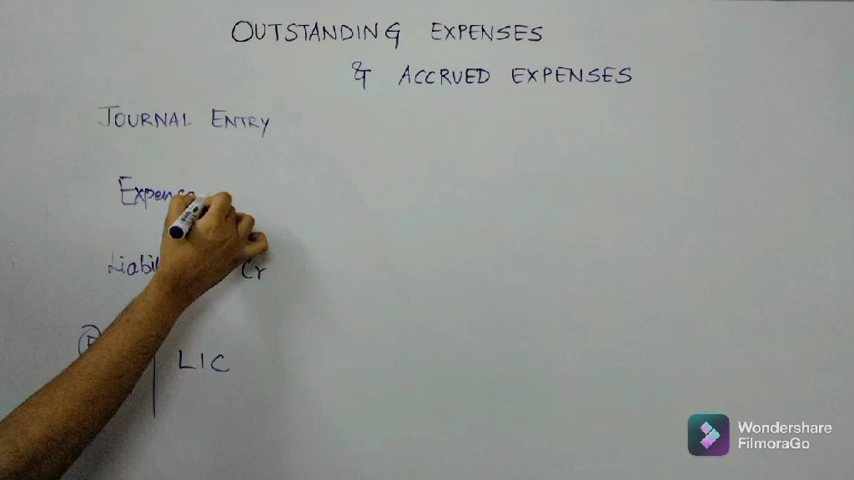 OUTSTANDING EXPENSES
& ACCRUED EXPENSES
JOURNAL ENTRY
Cr
LIC
Wondershare
FilmoraGo